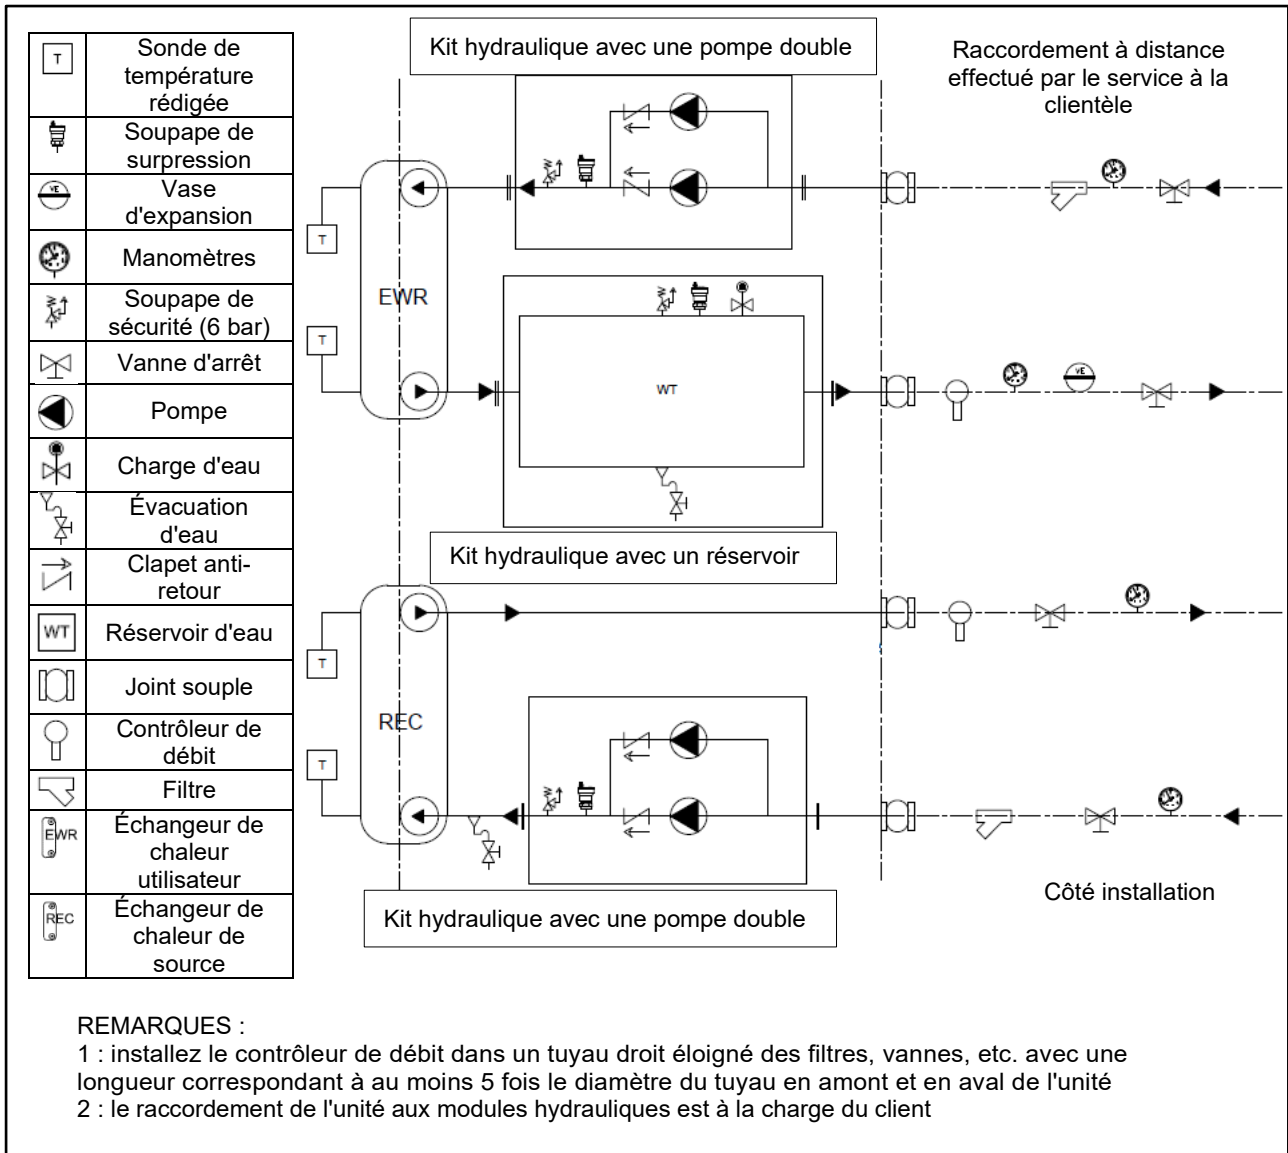 T
Sonde de
température
rédigée
Soupape de
surpression
VE
Vase
d'expansion
Manomètres
Soupape de
sécurité (6 bar)
Vanne d'arrêt
Pompe
Charge d'eau
Évacuation
d'eau
Clapet anti-
retour
WT
Réservoir d'eau
Joint souple
Contrôleur de
débit
Filtre
EWR
Échangeur de
chaleur
utilisateur
REC
Échangeur de
chaleur de
source
Kit hydraulique avec une pompe double
Raccordement à distance
effectué par le service à la
clientèle
T
EWR
T
WT
VE
Kit hydraulique avec un réservoir
T
REC
T
Côté installation
Kit hydraulique avec une pompe double
REMARQUES :
1 : installez le contrôleur de débit dans un tuyau droit éloigné des filtres, vannes, etc. avec une
longueur correspondant à au moins 5 fois le diamètre du tuyau en amont et en aval de l'unité
2 : le raccordement de l'unité aux modules hydrauliques est à la charge du client